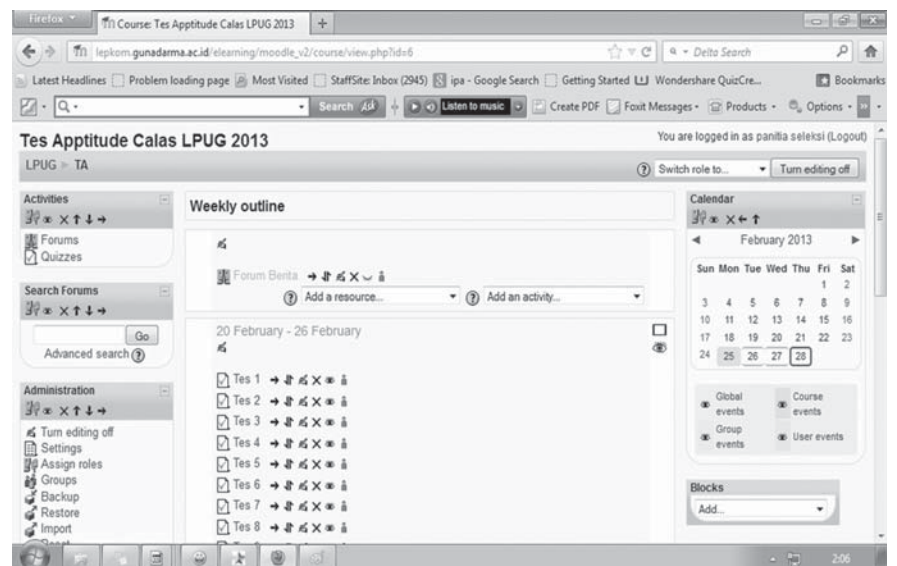 Firefox
Course: Tes Apptitude Calas LPUG 2013
lepkom.gunadarma.ac.id/elearning/moodle_v2/course/view.php?id=6
Delta Search
Latest Headlines Problem loading page Most Visited StaffSite: Inbox (2945) ipa - Google Search Getting Started Wondershare QuizCre... Bookmarks
Search Ask Listen to music Create PDF Foxit Messages Products Options
Tes Apptitude Calas LPUG 2013
You are logged in as panitia seleksi (Logout)
LPUG ► TA
Switch role to... Turn editing off
Activities
Forums
Quizzes
Search Forums
Go
Advanced search
Administration
Turn editing off
Settings
Assign roles
Groups
Backup
Restore
Import
Weekly outline
Forum Berita
Add a resource... Add an activity...
20 February - 26 February
Tes 1
Tes 2
Tes 3
Tes 4
Tes 5
Tes 6
Tes 7
Tes 8
Calendar
February 2013
Sun Mon Tue Wed Thu Fri Sat
1 2
3 4 5 6 7 8 9
10 11 12 13 14 15 16
17 18 19 20 21 22 23
24 25 26 27 28
Global events
Course events
Group events
User events
Blocks
Add...
2:06